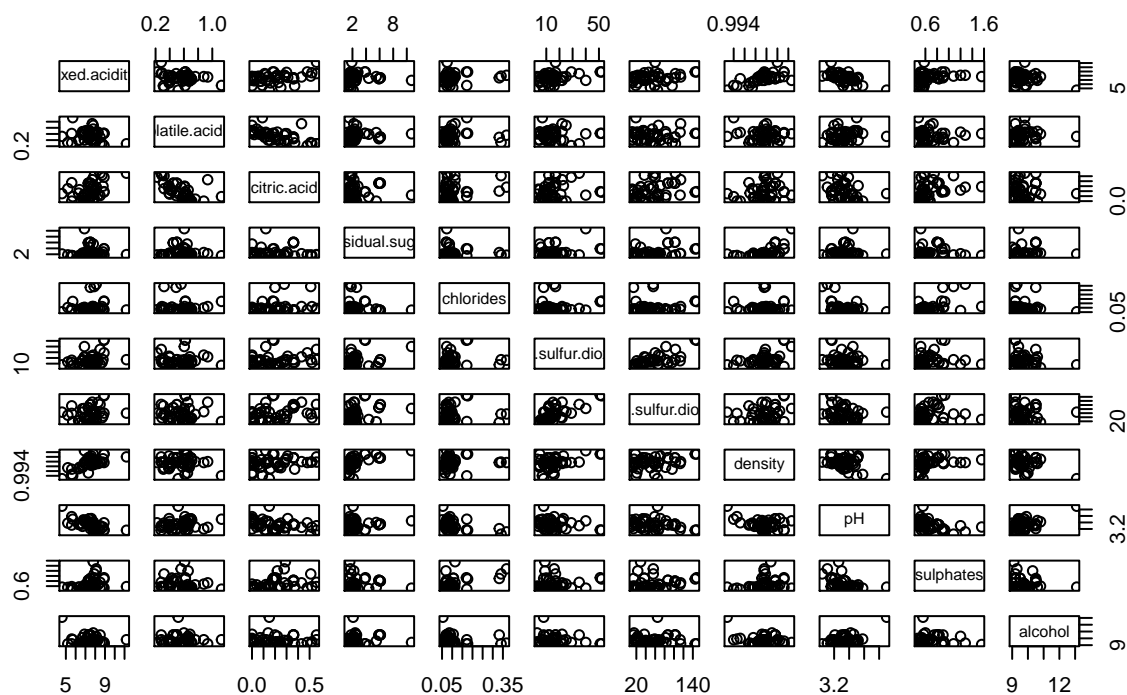 0.2 1.0 2 8 10 50 0.994 0.6 1.6
xed.acidit 5
0.2 latile.acid
citric.acid 0.0
2 sidual.sug
chlorides 0.05
10 .sulfur.dio
.sulfur.dio 20
0.994 density
pH 3.2
0.6 sulphates
alcohol 9
5 9 0.0 0.5 0.05 0.35 20 140 3.2 9 12